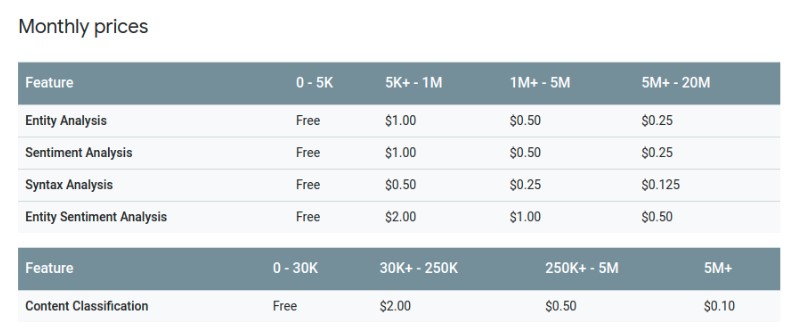 Monthly prices
Feature 0 - 5K 5K+ - 1M 1M+ - 5M 5M+ - 20M
Entity Analysis Free $1.00 $0.50 $0.25
Sentiment Analysis Free $1.00 $0.50 $0.25
Syntax Analysis Free $0.50 $0.25 $0.125
Entity Sentiment Analysis Free $2.00 $1.00 $0.50
Feature 0 - 30K 30K+ - 250K 250K+ - 5M 5M+
Content Classification Free $2.00 $0.50 $0.10